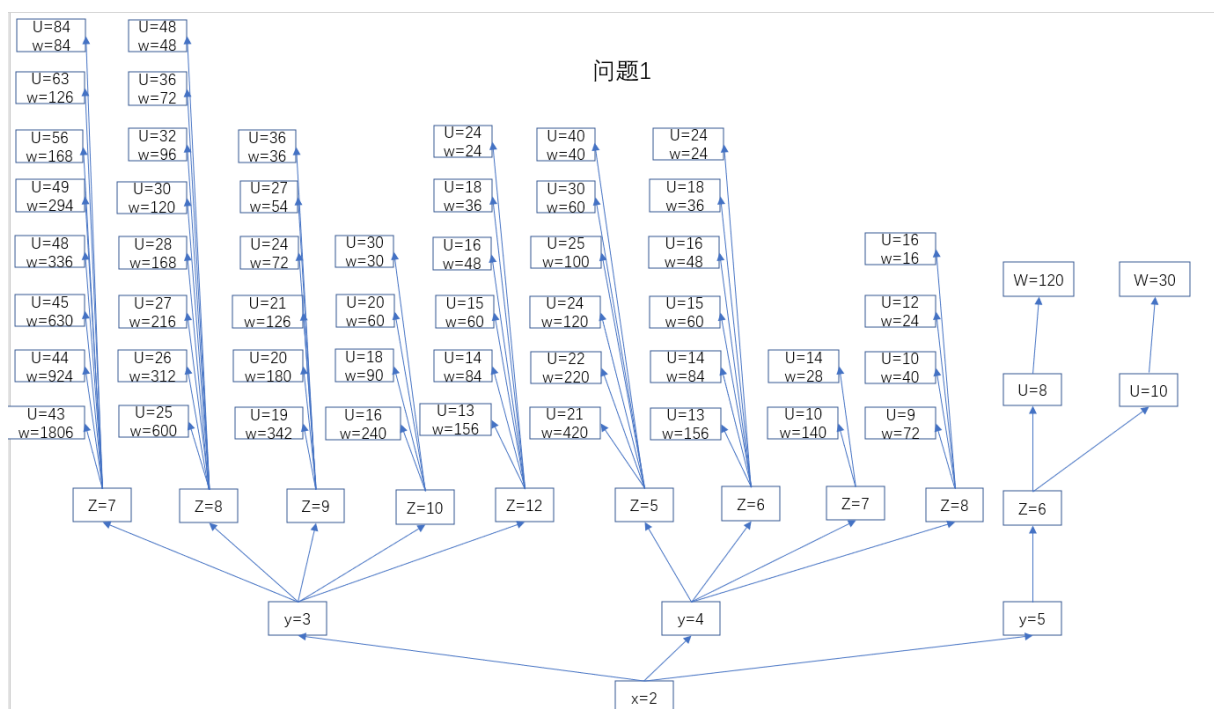 问题1
U=84
w=84
U=63
w=126
U=56
w=168
U=49
w=294
U=48
w=336
U=45
w=630
U=44
w=924
U=43
w=1806
U=48
w=48
U=36
w=72
U=32
w=96
U=30
w=120
U=28
w=168
U=27
w=216
U=26
w=312
U=25
w=600
U=36
w=36
U=27
w=54
U=24
w=72
U=21
w=126
U=20
w=180
U=19
w=342
U=30
w=30
U=20
w=60
U=18
w=90
U=16
w=240
U=24
w=24
U=18
w=36
U=16
w=48
U=15
w=60
U=14
w=84
U=13
w=156
U=40
w=40
U=30
w=60
U=25
w=100
U=24
w=120
U=22
w=220
U=21
w=420
U=24
w=24
U=18
w=36
U=16
w=48
U=15
w=60
U=14
w=84
U=13
w=156
U=14
w=28
U=10
w=140
U=16
w=16
U=12
w=24
U=10
w=40
U=9
w=72
W=120
W=30
U=8
U=10
Z=7
Z=8
Z=9
Z=10
Z=12
Z=5
Z=6
Z=7
Z=8
Z=6
y=3
y=4
y=5
x=2